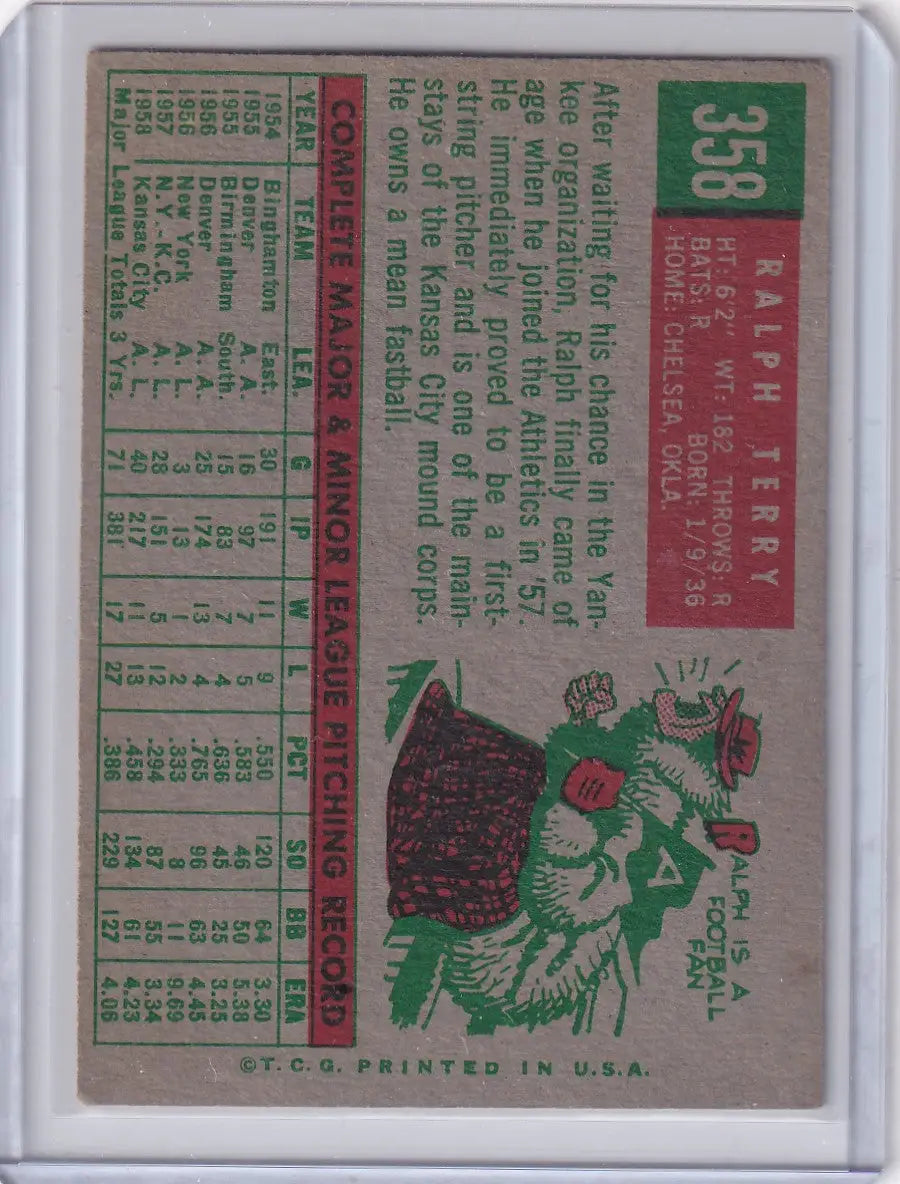 358
RALPH TERRY
HT: 6'2" WT: 182 THROWS: R
BATS: R BORN: 1/9/36
HOME: CHELSEA, OKLA.
After waiting for his chance in the Yan-
kee organization, Ralph finally came of
age when he joined the Athletics in '57.
He immediately proved to be a first-
string pitcher and is one of the main-
stays of the Kansas City mound corps.
He owns a mean fastball.
RALPH IS A
FOOTBALL
FAN
COMPLETE MAJOR & MINOR LEAGUE PITCHING RECORD
YEAR TEAM LEA. G IP W L PCT SO BB ERA
1954 Binghamton East. 30 191 11 9 .550 120 64 3.30
1955 Denver A. A. 16 97 7 5 .583 46 50 5.38
1955 Birmingham South. 15 83 7 4 .636 45 25 3.25
1956 Denver A. A. 25 174 13 4 .765 96 63 4.45
1956 New York A. L. 3 13 1 2 .333 8 11 9.69
1957 N.Y.-K.C. A. L. 28 151 5 12 .294 87 55 3.34
1958 Kansas City A. L. 40 217 11 13 .458 134 61 4.23
Major League Totals 3 Yrs. 71 381 17 27 .386 229 127 4.06
©T. C. G. PRINTED IN U.S.A.